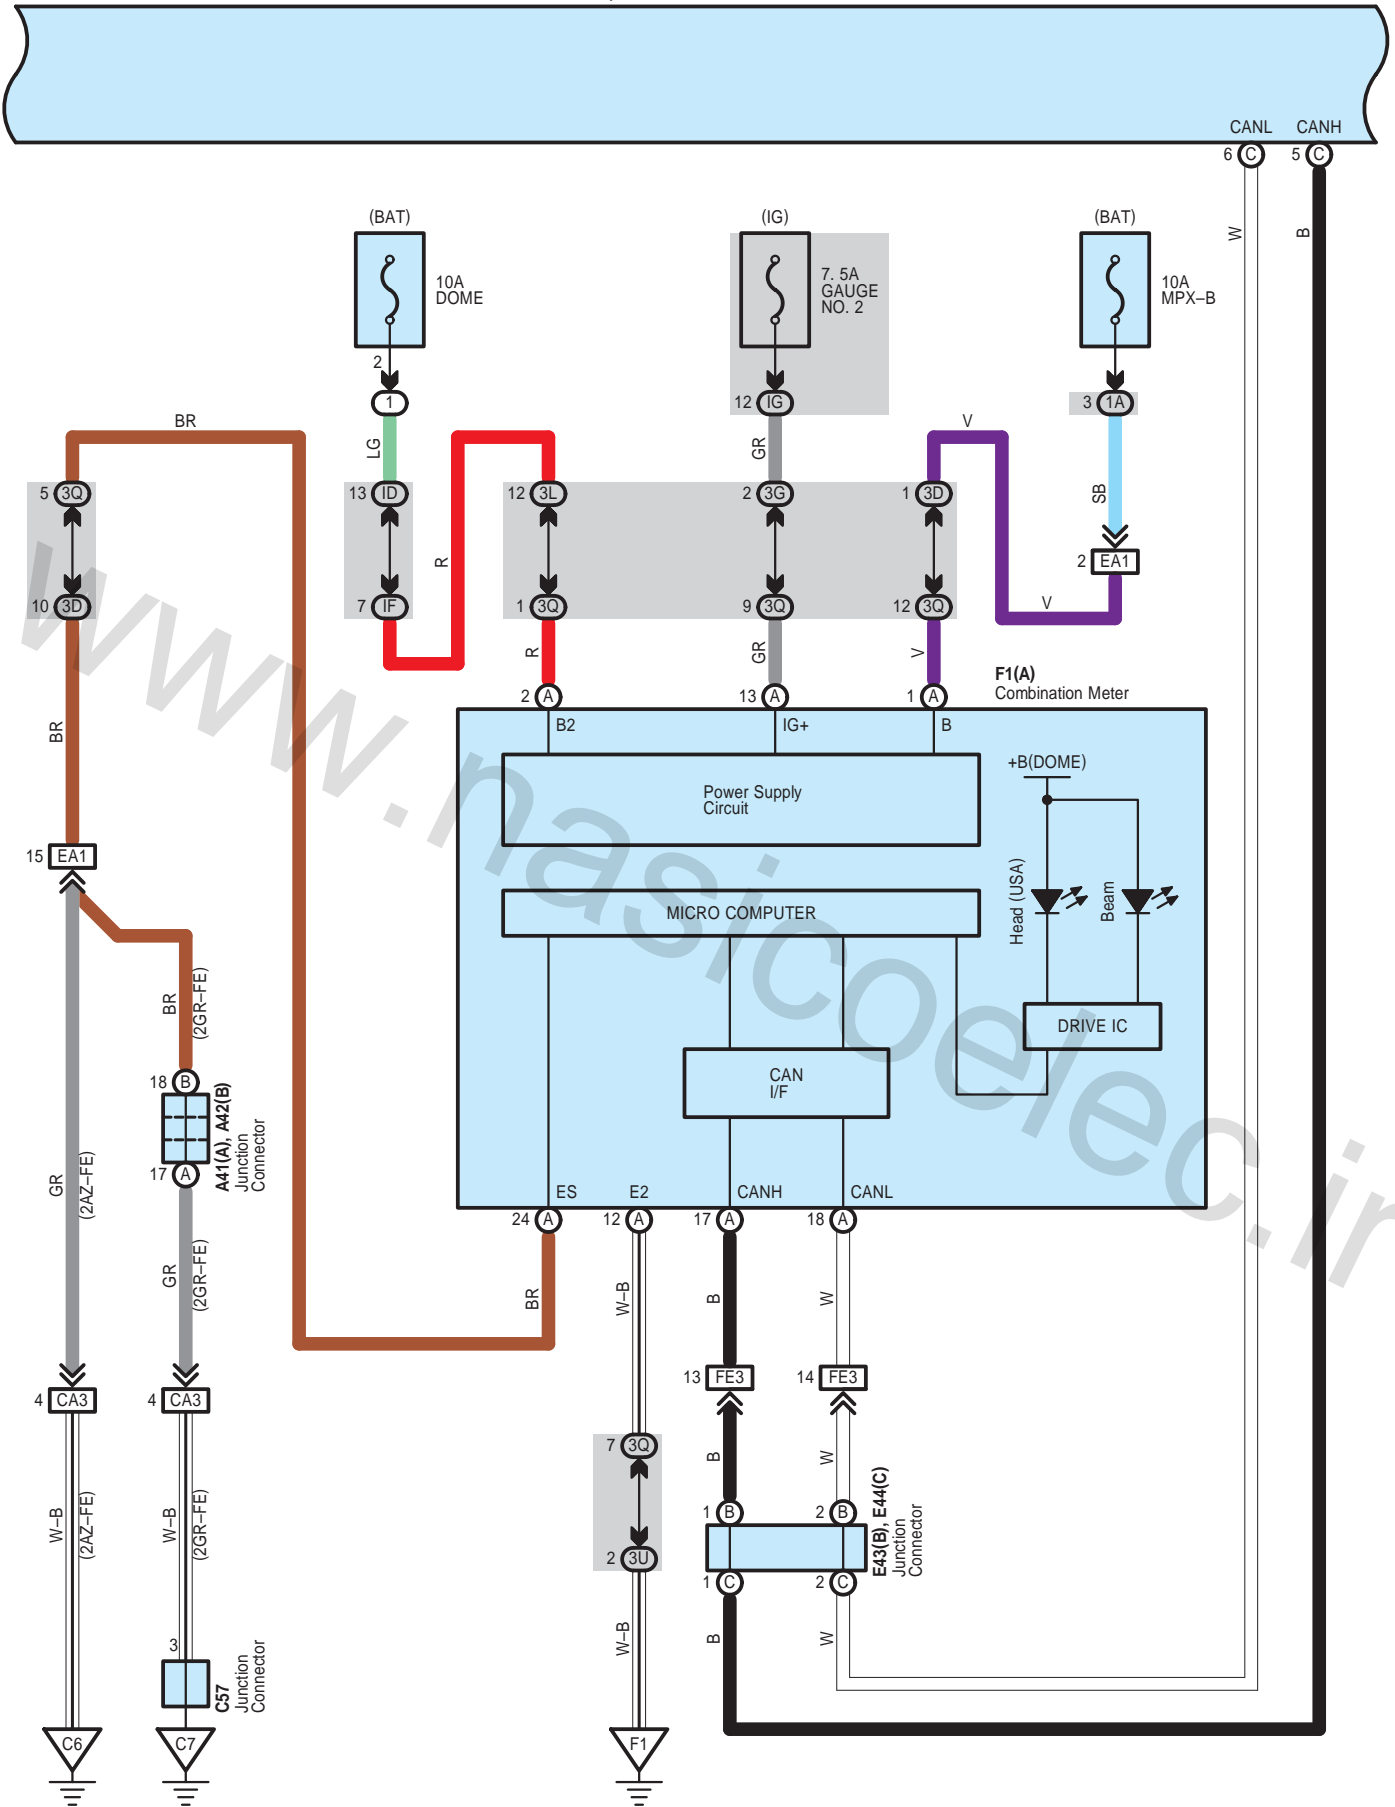 CANL CANH
6 C 5 C
W B
(BAT) (IG) (BAT)
10A
DOME
7. 5A
GAUGE
NO. 2
10A
MPX–B
2
1
12 IG
3 1A
BR
LG
R
GR
V
SB
5 3Q
13 ID
12 3L
2 3G
1 3D
2 EA1
10 3D
7 IF
1 3Q
9 3Q
12 3Q
V
R
GR
V
F1(A)
Combination Meter
2 A
13 A
1 A
B2
IG+
B
BR
Power Supply
Circuit
+B(DOME)
15 EA1
MICRO COMPUTER
Head (USA)
Beam
BR
(2GR–FE)
DRIVE IC
CAN
I/F
18 B
A41(A), A42(B)
Junction
Connector
17 A
GR
(2AZ–FE)
ES
E2
CANH
CANL
24 A
12 A
17 A
18 A
GR
(2GR–FE)
BR
W–B
B
W
13 FE3
14 FE3
4 CA3
4 CA3
7 3Q
B
W
1 B
2 B
E43(B), E44(C)
Junction
Connector
W–B
(2AZ–FE)
W–B
(2GR–FE)
2 3U
1 C
2 C
W–B
B
W
3
C57
Junction
Connector
C6
C7
F1
www.nasicoelec.ir